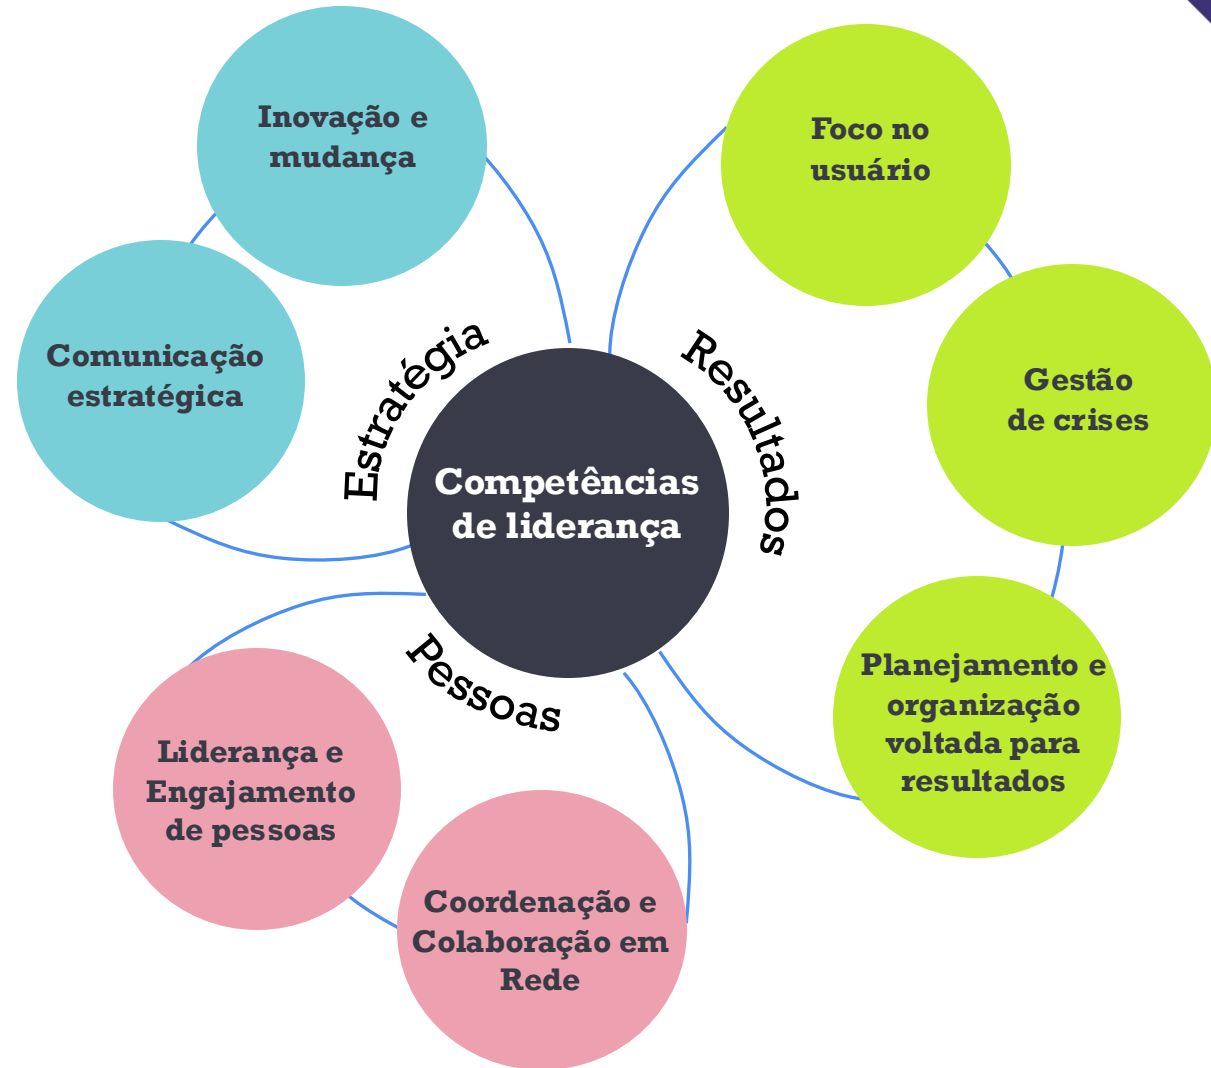 Inovação e
mudança
Comunicação
estratégica
Estratégia
Foco no
usuário
Gestão
de crises
Planejamento e
organização
voltada para
resultados
Resultados
Competências
de liderança
Pessoas
Liderança e
Engajamento
de pessoas
Coordenação e
Colaboração em
Rede